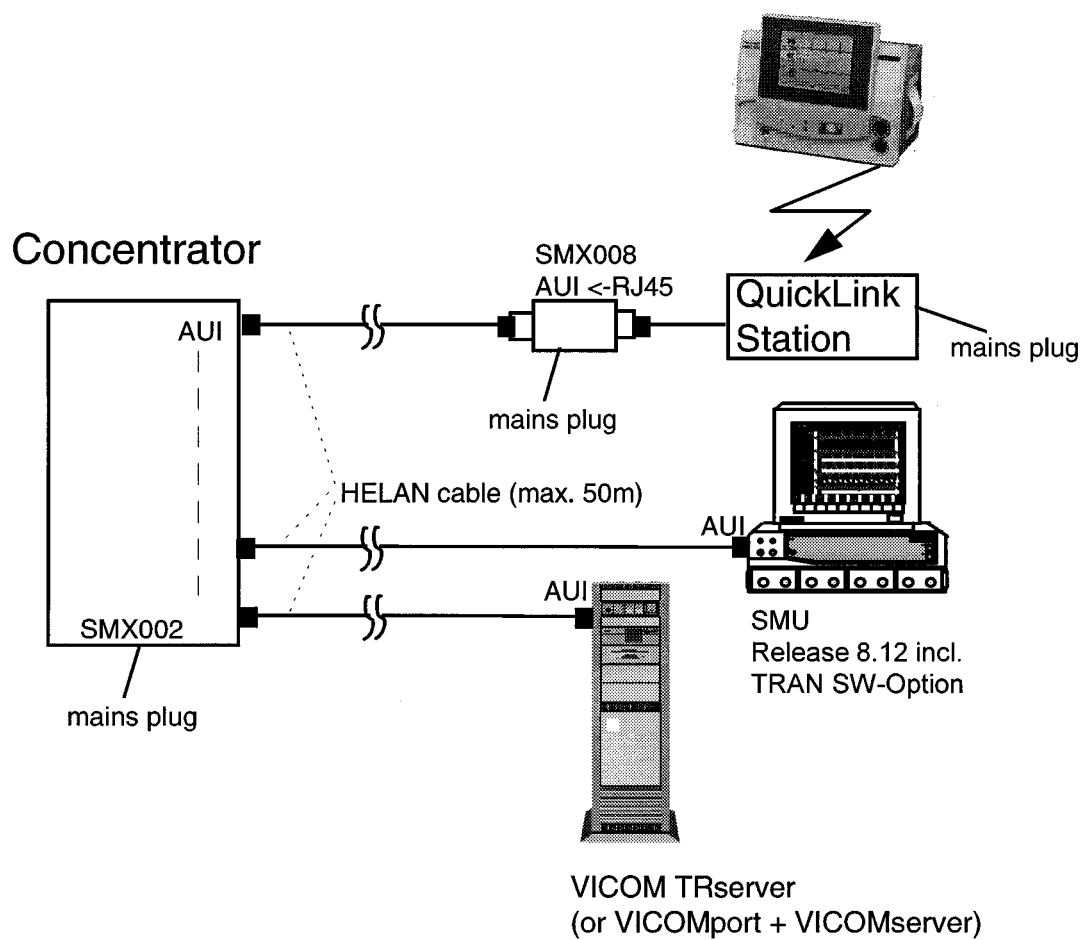 Concentrator
SMX008
AUI <-RJ45
QuickLink
Station
AUI
mains plug
mains plug
HELAN cable (max. 50m)
AUI
AUI
SMX002
SMU
Release 8.12 incl.
TRAN SW-Option
mains plug
VICOM TRserver
(or VICOMport + VICOMserver)